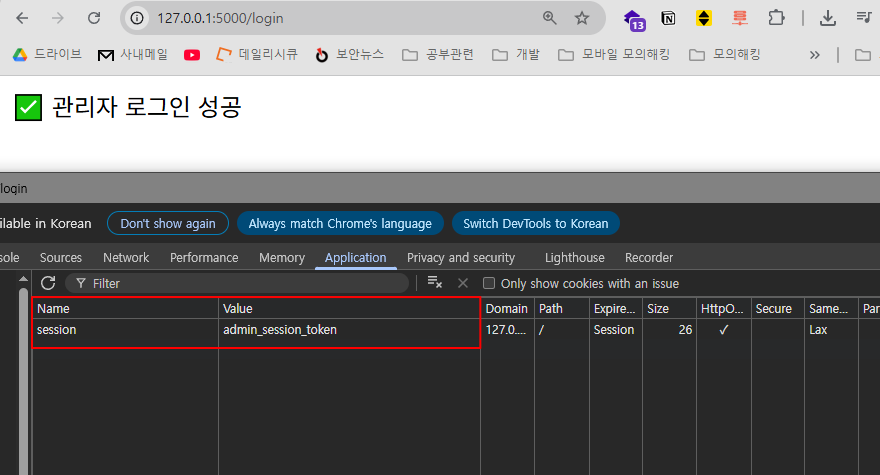 127.0.0.1:5000/login
13
드라이브 사내메일 데일리시큐 보안뉴스 공부관련 개발 모바일 모의해킹 모의해킹 »
✅ 관리자 로그인 성공
login
ilable in Korean Don't show again Always match Chrome's language Switch DevTools to Korean
sole Sources Network Performance Memory Application Privacy and security Lighthouse Recorder
Filter Only show cookies with an issue
Name Value Domain Path Expire... Size HttpO... Secure Same... Par
session admin_session_token 127.0.... / Session 26 ✓ Lax